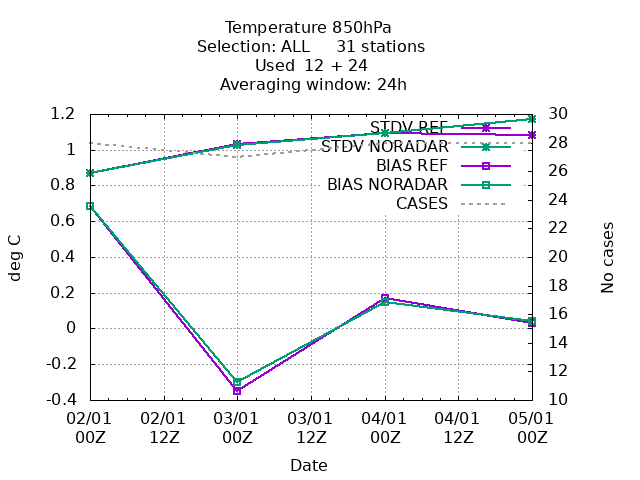 Temperature 850hPa
Selection: ALL 31 stations
Used 12 + 24
Averaging window: 24h
1.2
1
0.8
0.6
0.4
0.2
0
-0.2
-0.4
deg C
30
28
26
24
22
20
18
16
14
12
10
No cases
STDV REF
STDV NORADAR
BIAS REF
BIAS NORADAR
CASES
02/01 02/01 03/01 03/01 04/01 04/01 05/01
00Z 12Z 00Z 12Z 00Z 12Z 00Z
Date